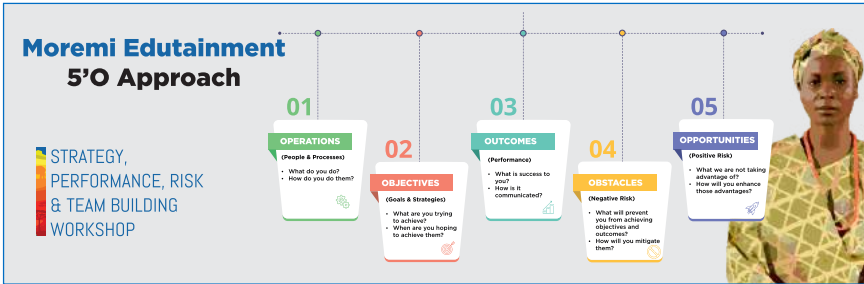 Moremi Edutainment
5'O Approach
STRATEGY,
PERFORMANCE, RISK
& TEAM BUILDING
WORKSHOP
01
OPERATIONS
(People & Processes)
• What do you do?
• How do you do them?
02
OBJECTIVES
(Goals & Strategies)
• What are you trying
to achieve?
• When are you hoping
to achieve them?
03
OUTCOMES
(Performance)
• What is success to
you?
• How is it
communicated?
04
OBSTACLES
(Negative Risk)
• What will prevent
you from achieving
objectives and
outcomes?
• How will you mitigate
them?
05
OPPORTUNITIES
(Positive Risk)
• What we are not taking
advantage of?
• How will you enhance
those advantages?